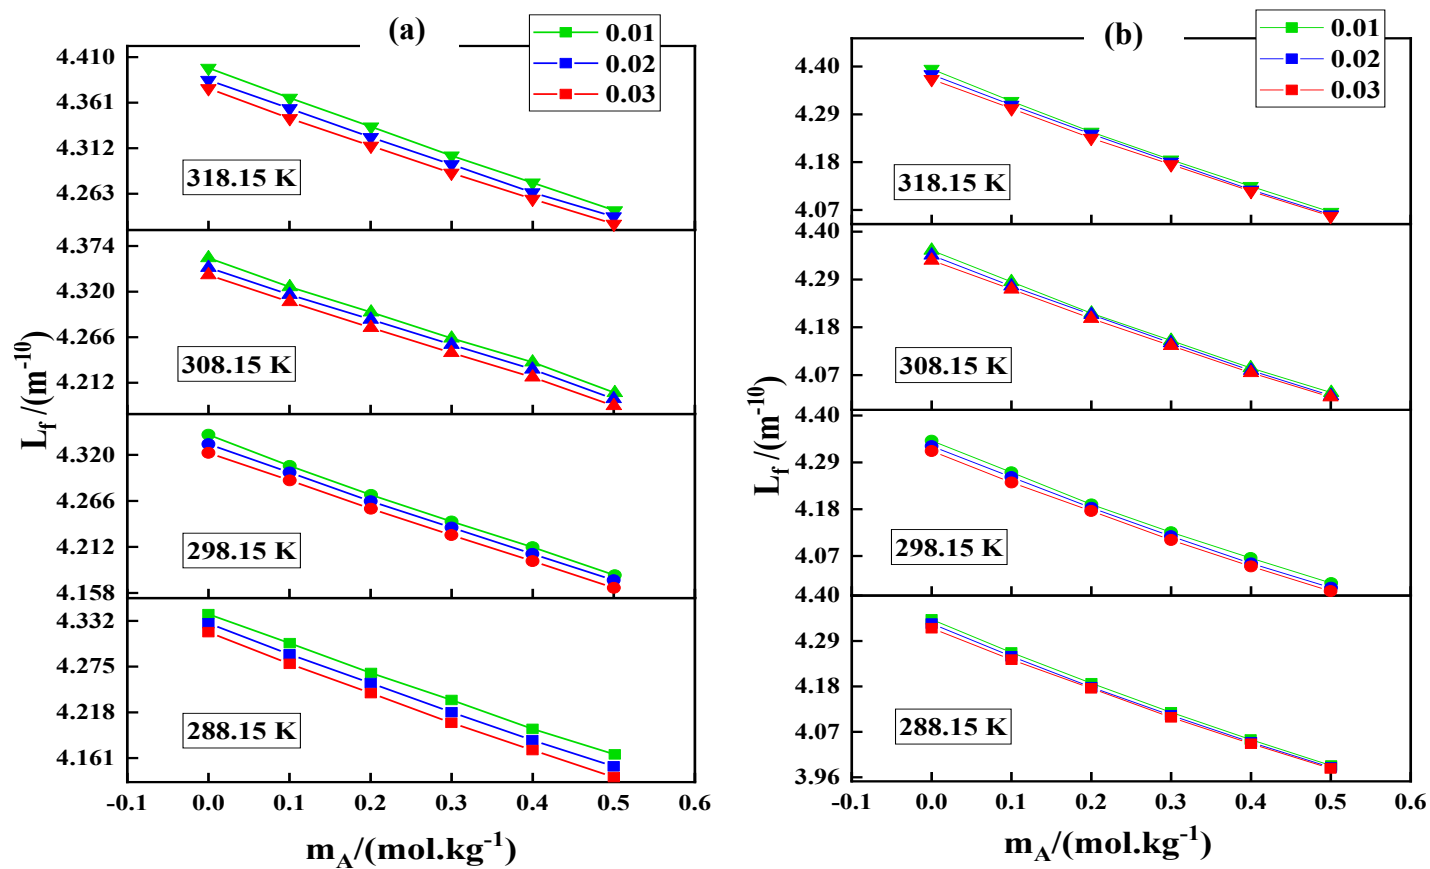 (a)
0.01
0.02
0.03
4.410
4.361
4.312
4.263
318.15 K
4.374
4.320
4.266
4.212
308.15 K
4.320
4.266
4.212
4.158
298.15 K
4.332
4.275
4.218
4.161
288.15 K
-0.1 0.0 0.1 0.2 0.3 0.4 0.5 0.6
L_f /(m^-10)
m_A/(mol.kg^-1)
(b)
0.01
0.02
0.03
4.40
4.29
4.18
4.07
318.15 K
4.40
4.29
4.18
4.07
308.15 K
4.40
4.29
4.18
4.07
298.15 K
4.40
4.29
4.18
4.07
3.96
288.15 K
-0.1 0.0 0.1 0.2 0.3 0.4 0.5 0.6
L_f /(m^-10)
m_A/(mol.kg^-1)